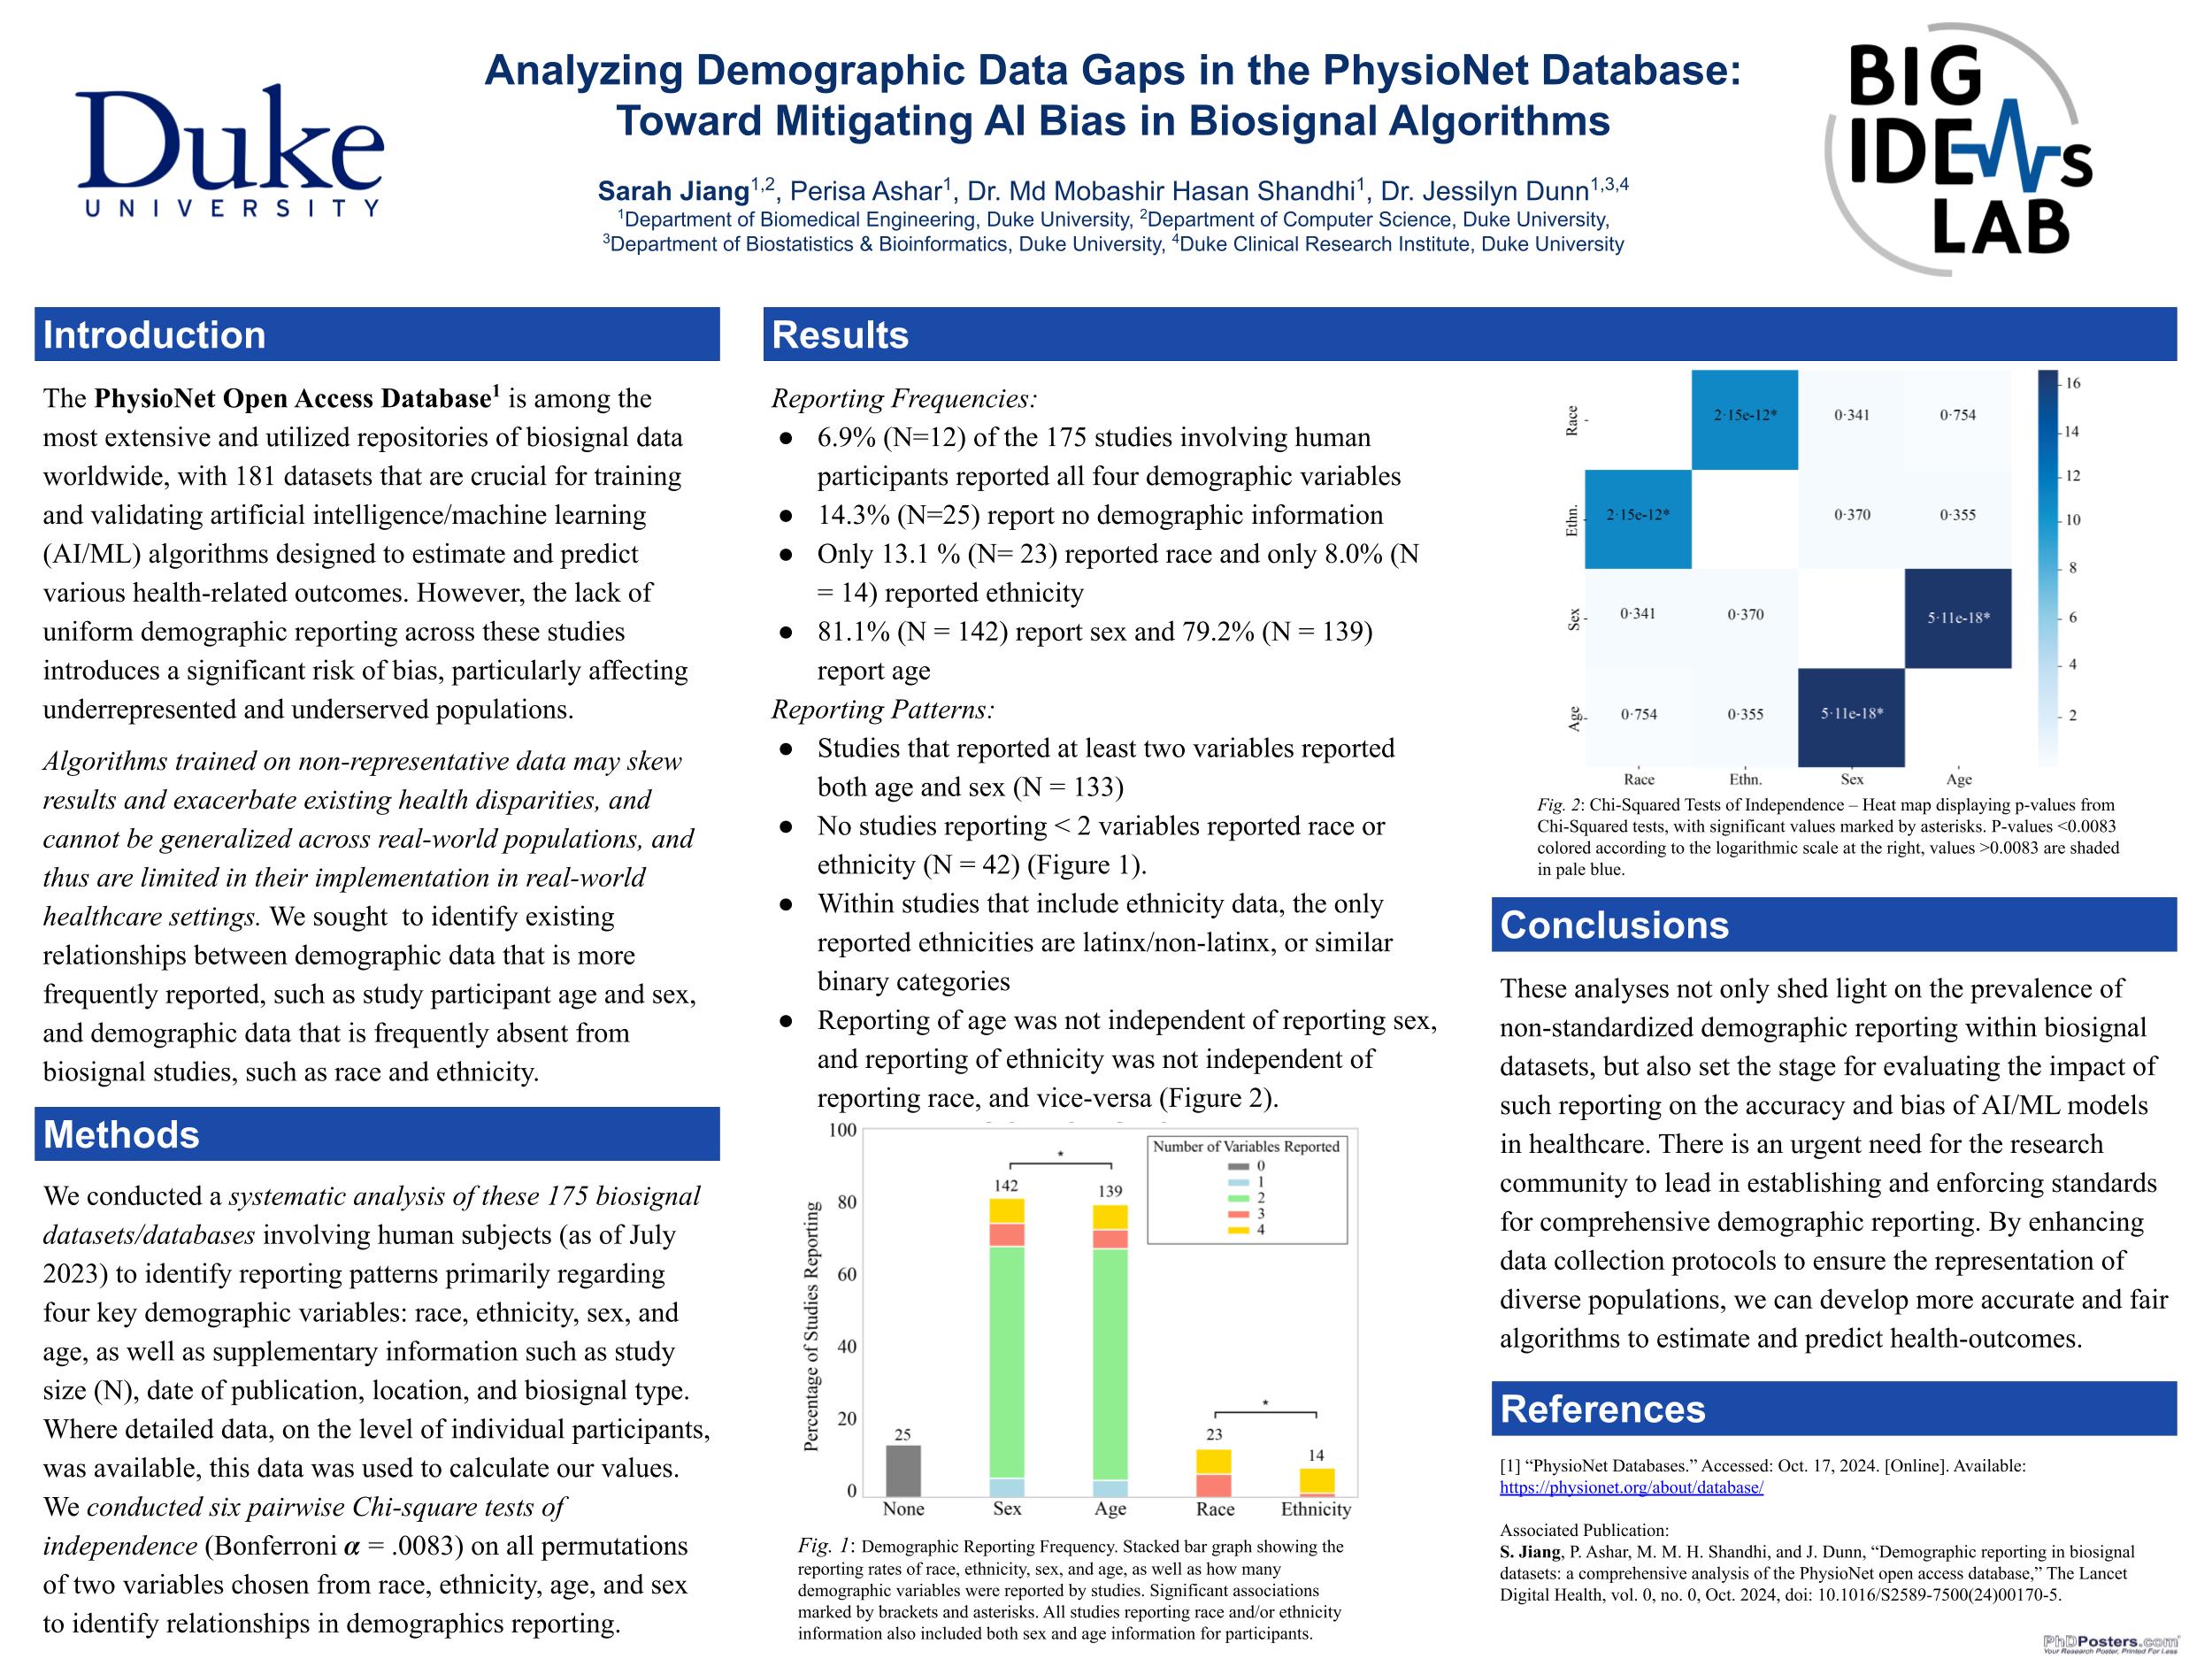 Duke
UNIVERSITY
Analyzing Demographic Data Gaps in the PhysioNet Database:
Toward Mitigating AI Bias in Biosignal Algorithms
Sarah Jiang1,2, Perisa Ashar1, Dr. Md Mobashir Hasan Shandhi1, Dr. Jessilyn Dunn1,3,4
1Department of Biomedical Engineering, Duke University, 2Department of Computer Science, Duke University,
3Department of Biostatistics & Bioinformatics, Duke University, 4Duke Clinical Research Institute, Duke University
BIG
IDEAs
LAB
Introduction
The PhysioNet Open Access Database1 is among the
most extensive and utilized repositories of biosignal data
worldwide, with 181 datasets that are crucial for training
and validating artificial intelligence/machine learning
(AI/ML) algorithms designed to estimate and predict
various health-related outcomes. However, the lack of
uniform demographic reporting across these studies
introduces a significant risk of bias, particularly affecting
underrepresented and underserved populations.
Algorithms trained on non-representative data may skew
results and exacerbate existing health disparities, and
cannot be generalized across real-world populations, and
thus are limited in their implementation in real-world
healthcare settings. We sought  to identify existing
relationships between demographic data that is more
frequently reported, such as study participant age and sex,
and demographic data that is frequently absent from
biosignal studies, such as race and ethnicity.
Methods
We conducted a systematic analysis of these 175 biosignal
datasets/databases involving human subjects (as of July
2023) to identify reporting patterns primarily regarding
four key demographic variables: race, ethnicity, sex, and
age, as well as supplementary information such as study
size (N), date of publication, location, and biosignal type.
Where detailed data, on the level of individual participants,
was available, this data was used to calculate our values.
We conducted six pairwise Chi-square tests of
independence (Bonferroni α = .0083) on all permutations
of two variables chosen from race, ethnicity, age, and sex
to identify relationships in demographics reporting.
Results
Reporting Frequencies:
● 6.9% (N=12) of the 175 studies involving human
participants reported all four demographic variables
● 14.3% (N=25) report no demographic information
● Only 13.1 % (N= 23) reported race and only 8.0% (N
= 14) reported ethnicity
● 81.1% (N = 142) report sex and 79.2% (N = 139)
report age
Reporting Patterns:
● Studies that reported at least two variables reported
both age and sex (N = 133)
● No studies reporting < 2 variables reported race or
ethnicity (N = 42) (Figure 1).
● Within studies that include ethnicity data, the only
reported ethnicities are latinx/non-latinx, or similar
binary categories
● Reporting of age was not independent of reporting sex,
and reporting of ethnicity was not independent of
reporting race, and vice-versa (Figure 2).
Percentage of Studies Reporting
100
80
60
40
20
0
Number of Variables Reported
0
1
2
3
4
*
142
139
*
25
23
14
None Sex Age Race Ethnicity
Fig. 1: Demographic Reporting Frequency. Stacked bar graph showing the
reporting rates of race, ethnicity, sex, and age, as well as how many
demographic variables were reported by studies. Significant associations
marked by brackets and asterisks. All studies reporting race and/or ethnicity
information also included both sex and age information for participants.
Race 2·15e-12* 0·341 0·754
Ethn. 2·15e-12* 0·370 0·355
Sex 0·341 0·370 5·11e-18*
Age 0·754 0·355 5·11e-18*
Race Ethn. Sex Age
16
14
12
10
8
6
4
2
Fig. 2: Chi-Squared Tests of Independence – Heat map displaying p-values from
Chi-Squared tests, with significant values marked by asterisks. P-values <0.0083
colored according to the logarithmic scale at the right, values >0.0083 are shaded
in pale blue.
Conclusions
These analyses not only shed light on the prevalence of
non-standardized demographic reporting within biosignal
datasets, but also set the stage for evaluating the impact of
such reporting on the accuracy and bias of AI/ML models
in healthcare. There is an urgent need for the research
community to lead in establishing and enforcing standards
for comprehensive demographic reporting. By enhancing
data collection protocols to ensure the representation of
diverse populations, we can develop more accurate and fair
algorithms to estimate and predict health-outcomes.
References
[1] “PhysioNet Databases.” Accessed: Oct. 17, 2024. [Online]. Available:
https://physionet.org/about/database/
Associated Publication:
S. Jiang, P. Ashar, M. M. H. Shandhi, and J. Dunn, “Demographic reporting in biosignal
datasets: a comprehensive analysis of the PhysioNet open access database,” The Lancet
Digital Health, vol. 0, no. 0, Oct. 2024, doi: 10.1016/S2589-7500(24)00170-5.
PhDPosters.com
Your Research Poster, Printed For Less